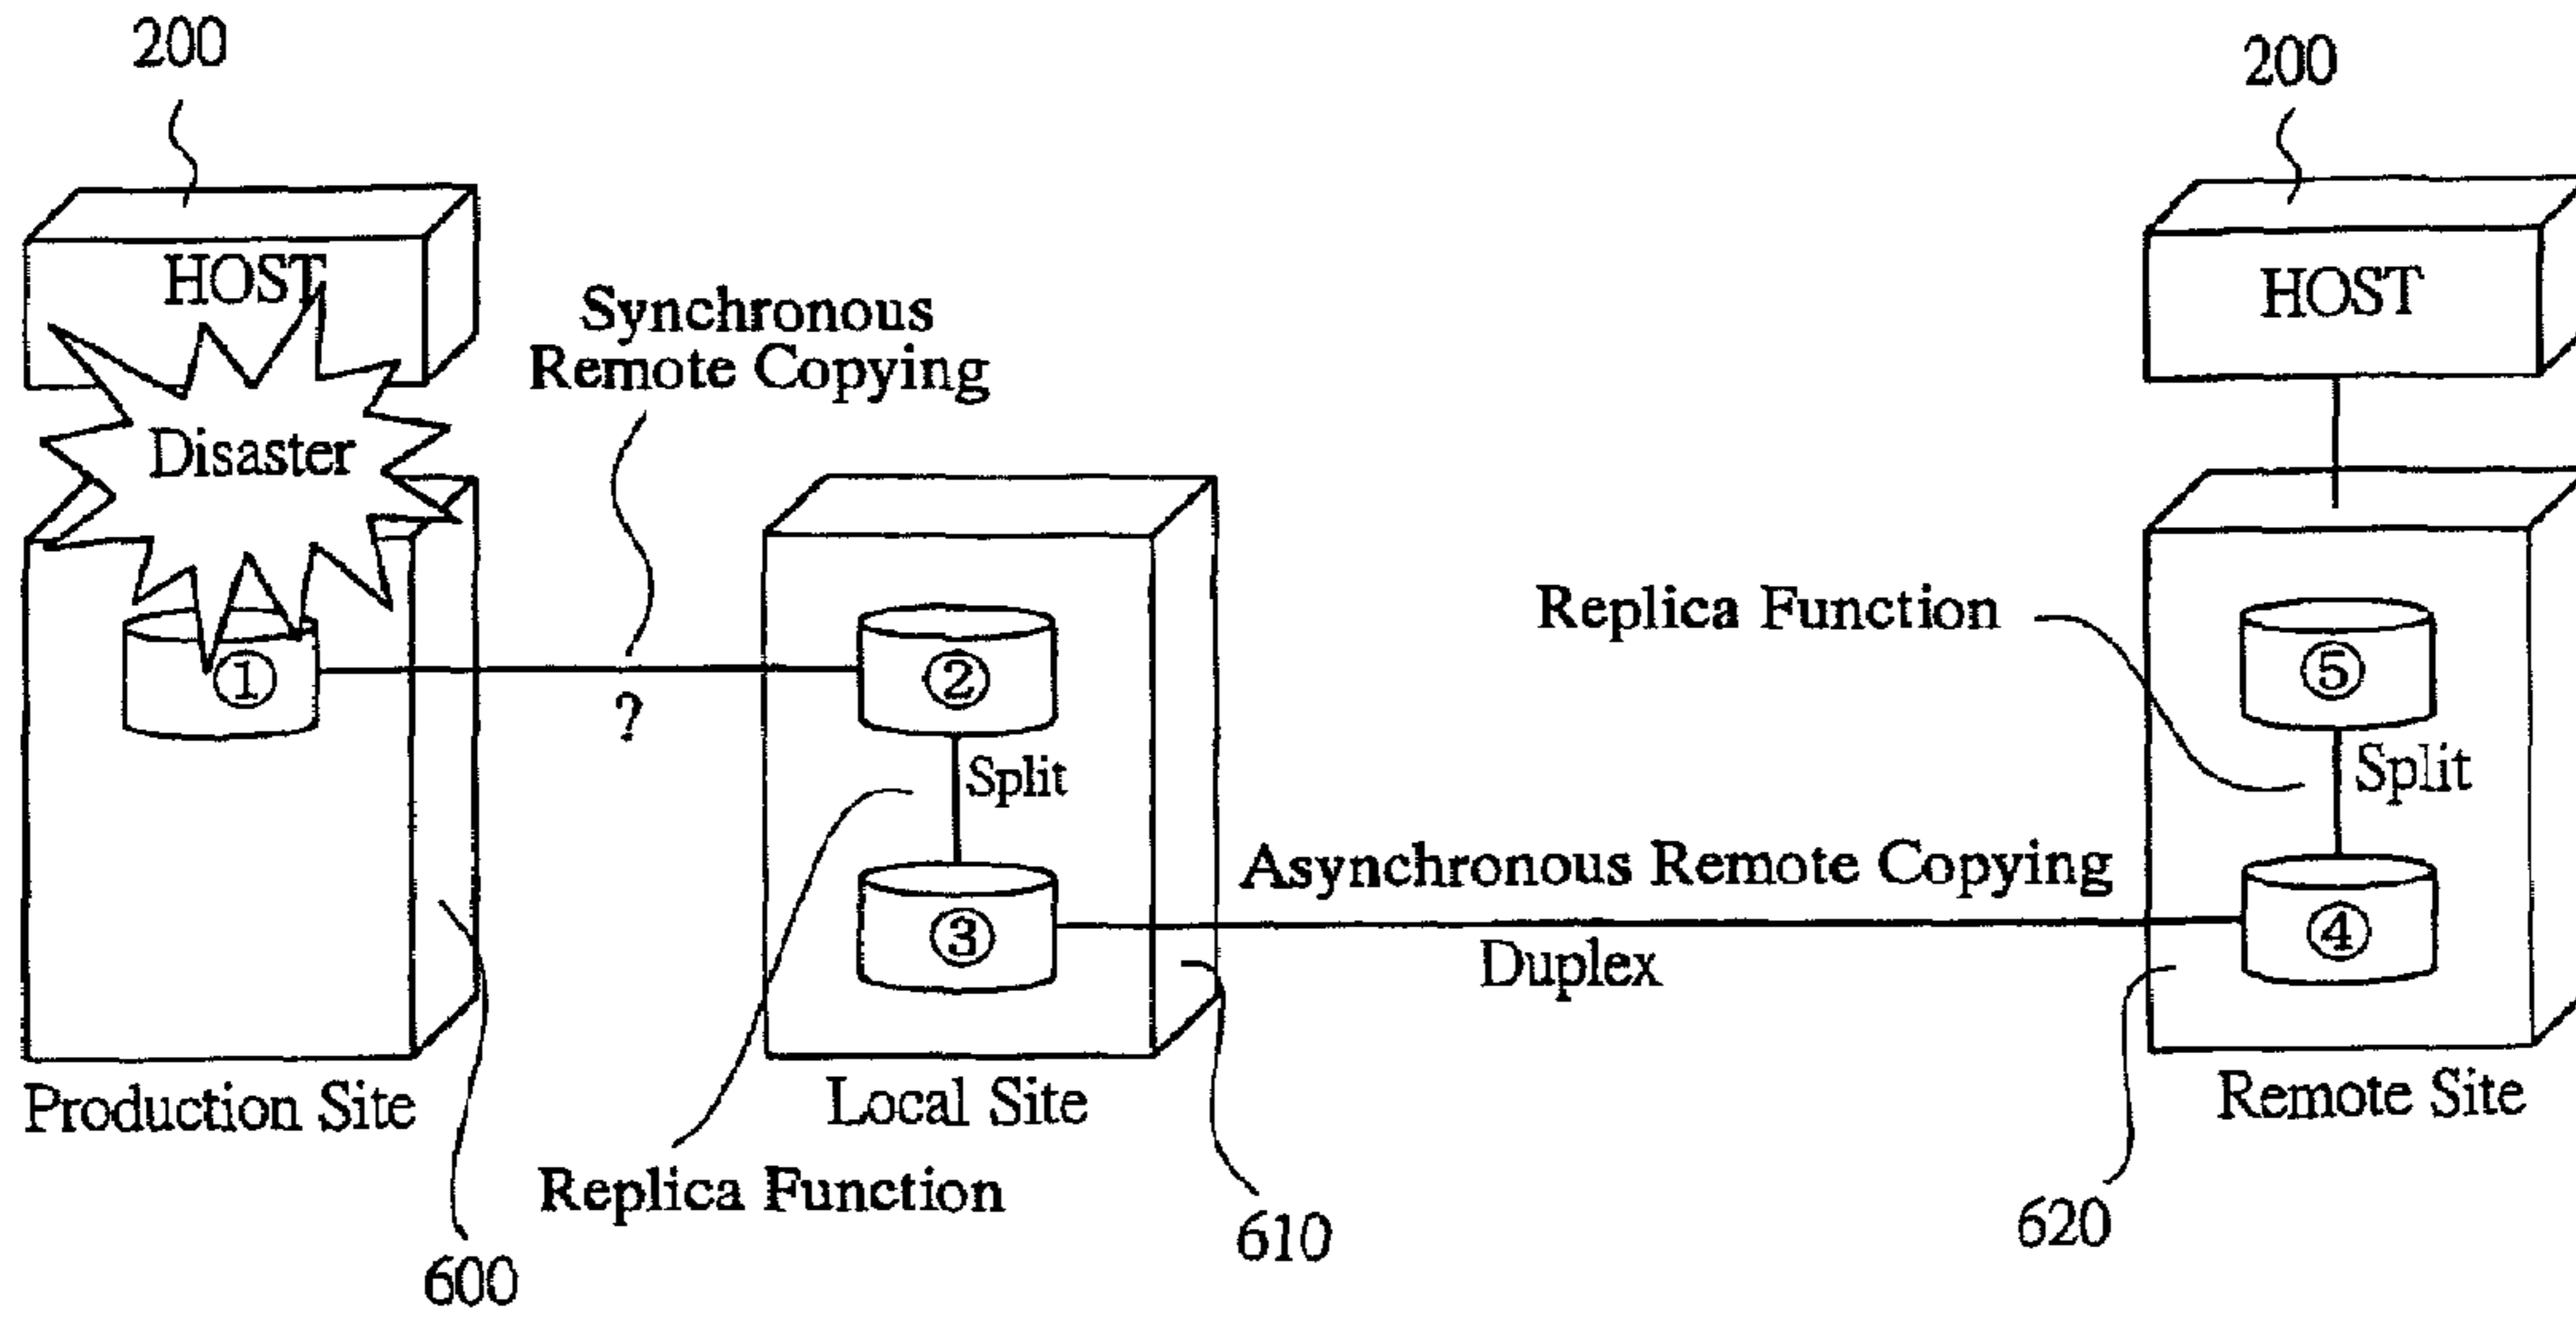 200
200
HOST
HOST
Synchronous
Remote Copying
Disaster
Replica Function
①
?
②
⑤
Split
Split
Asynchronous Remote Copying
③
④
Duplex
Production Site
Local Site
Remote Site
Replica Function
600
610
620